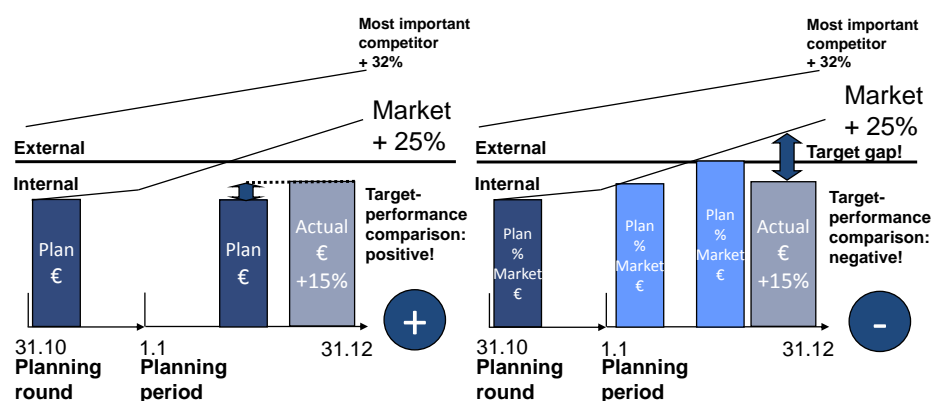 Most important
competitor
+ 32%
Market
+ 25%
External
Internal
Target-
performance
comparison:
positive!
Plan
€
Plan
€
Actual
€
+15%
+
31.10
1.1
31.12
Planning
round
Planning
period
Most important
competitor
+ 32%
Market
+ 25%
External
Target gap!
Internal
Target-
performance
comparison:
negative!
Plan
%
Market
€
Plan
%
Market
€
Plan
%
Market
€
Actual
€
+15%
-
31.10
1.1
31.12
Planning
round
Planning
period